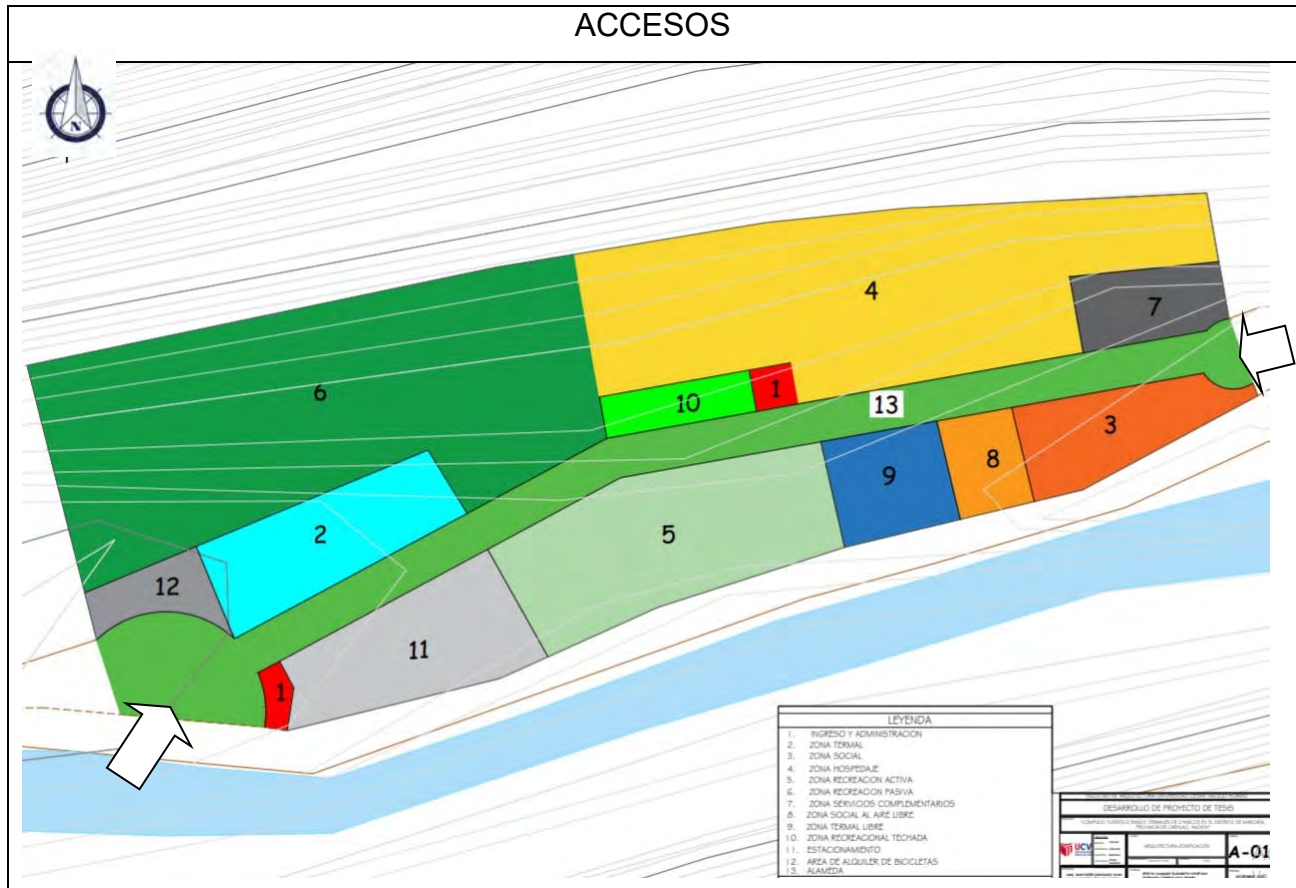 ACCESOS
N
4
7
6
10
1
13
3
9
8
2
5
12
11
1
LEYENDA
1. INGRESO Y ADMINISTRACION
2. ZONA TERMAL
3. ZONA SOCIAL
4. ZONA HOSPEDAJE
5. ZONA RECREACION ACTIVA
6. ZONA RECREACION PASIVA
7. ZONA SERVICIOS COMPLEMENTARIOS
8. ZONA SOCIAL AL AIRE LIBRE
9. ZONA TERMAL LIBRE
10. ZONA RECREACIONAL TECHADA
11. ESTACIONAMIENTO
12. AREA DE ALQUILER DE BICICLETAS
13. ALAMEDA
DESARROLLO DE PROYECTO DE TESIS
UCV
A-01